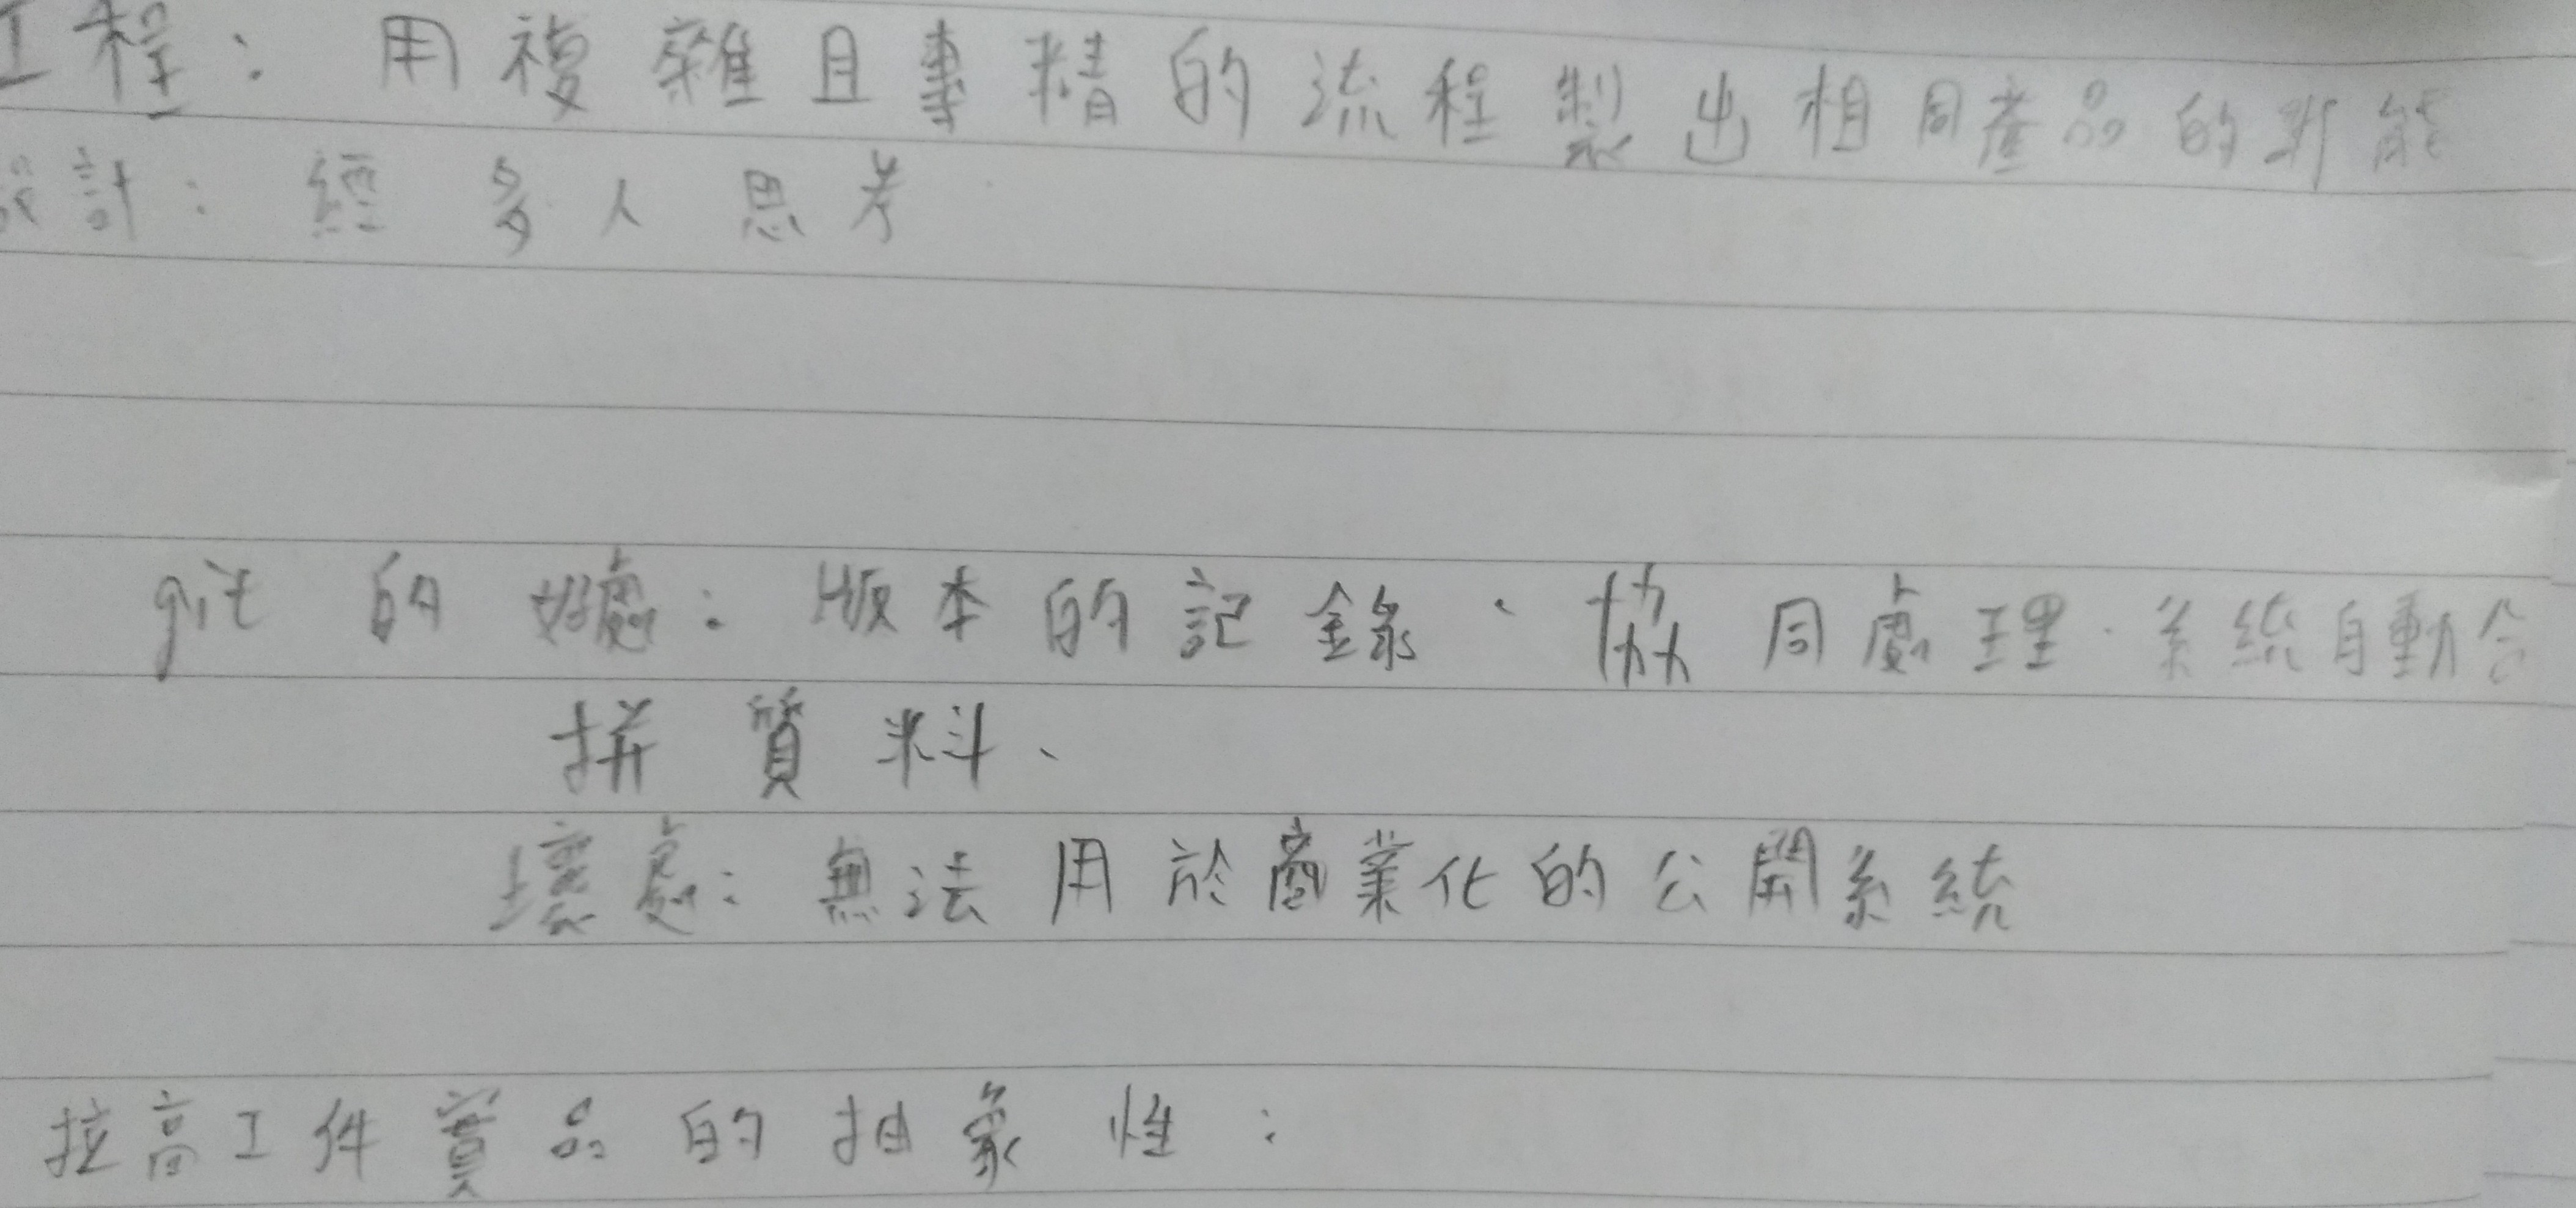 工程：用複雜且專精的流程製出相同產品的功能
設計：經多人思考
git 的好處：版本的記錄、協同處理、系統自動合
拼資料、
壞處：無法用於商業化的公開系統
拉高工件實品的抽象性：